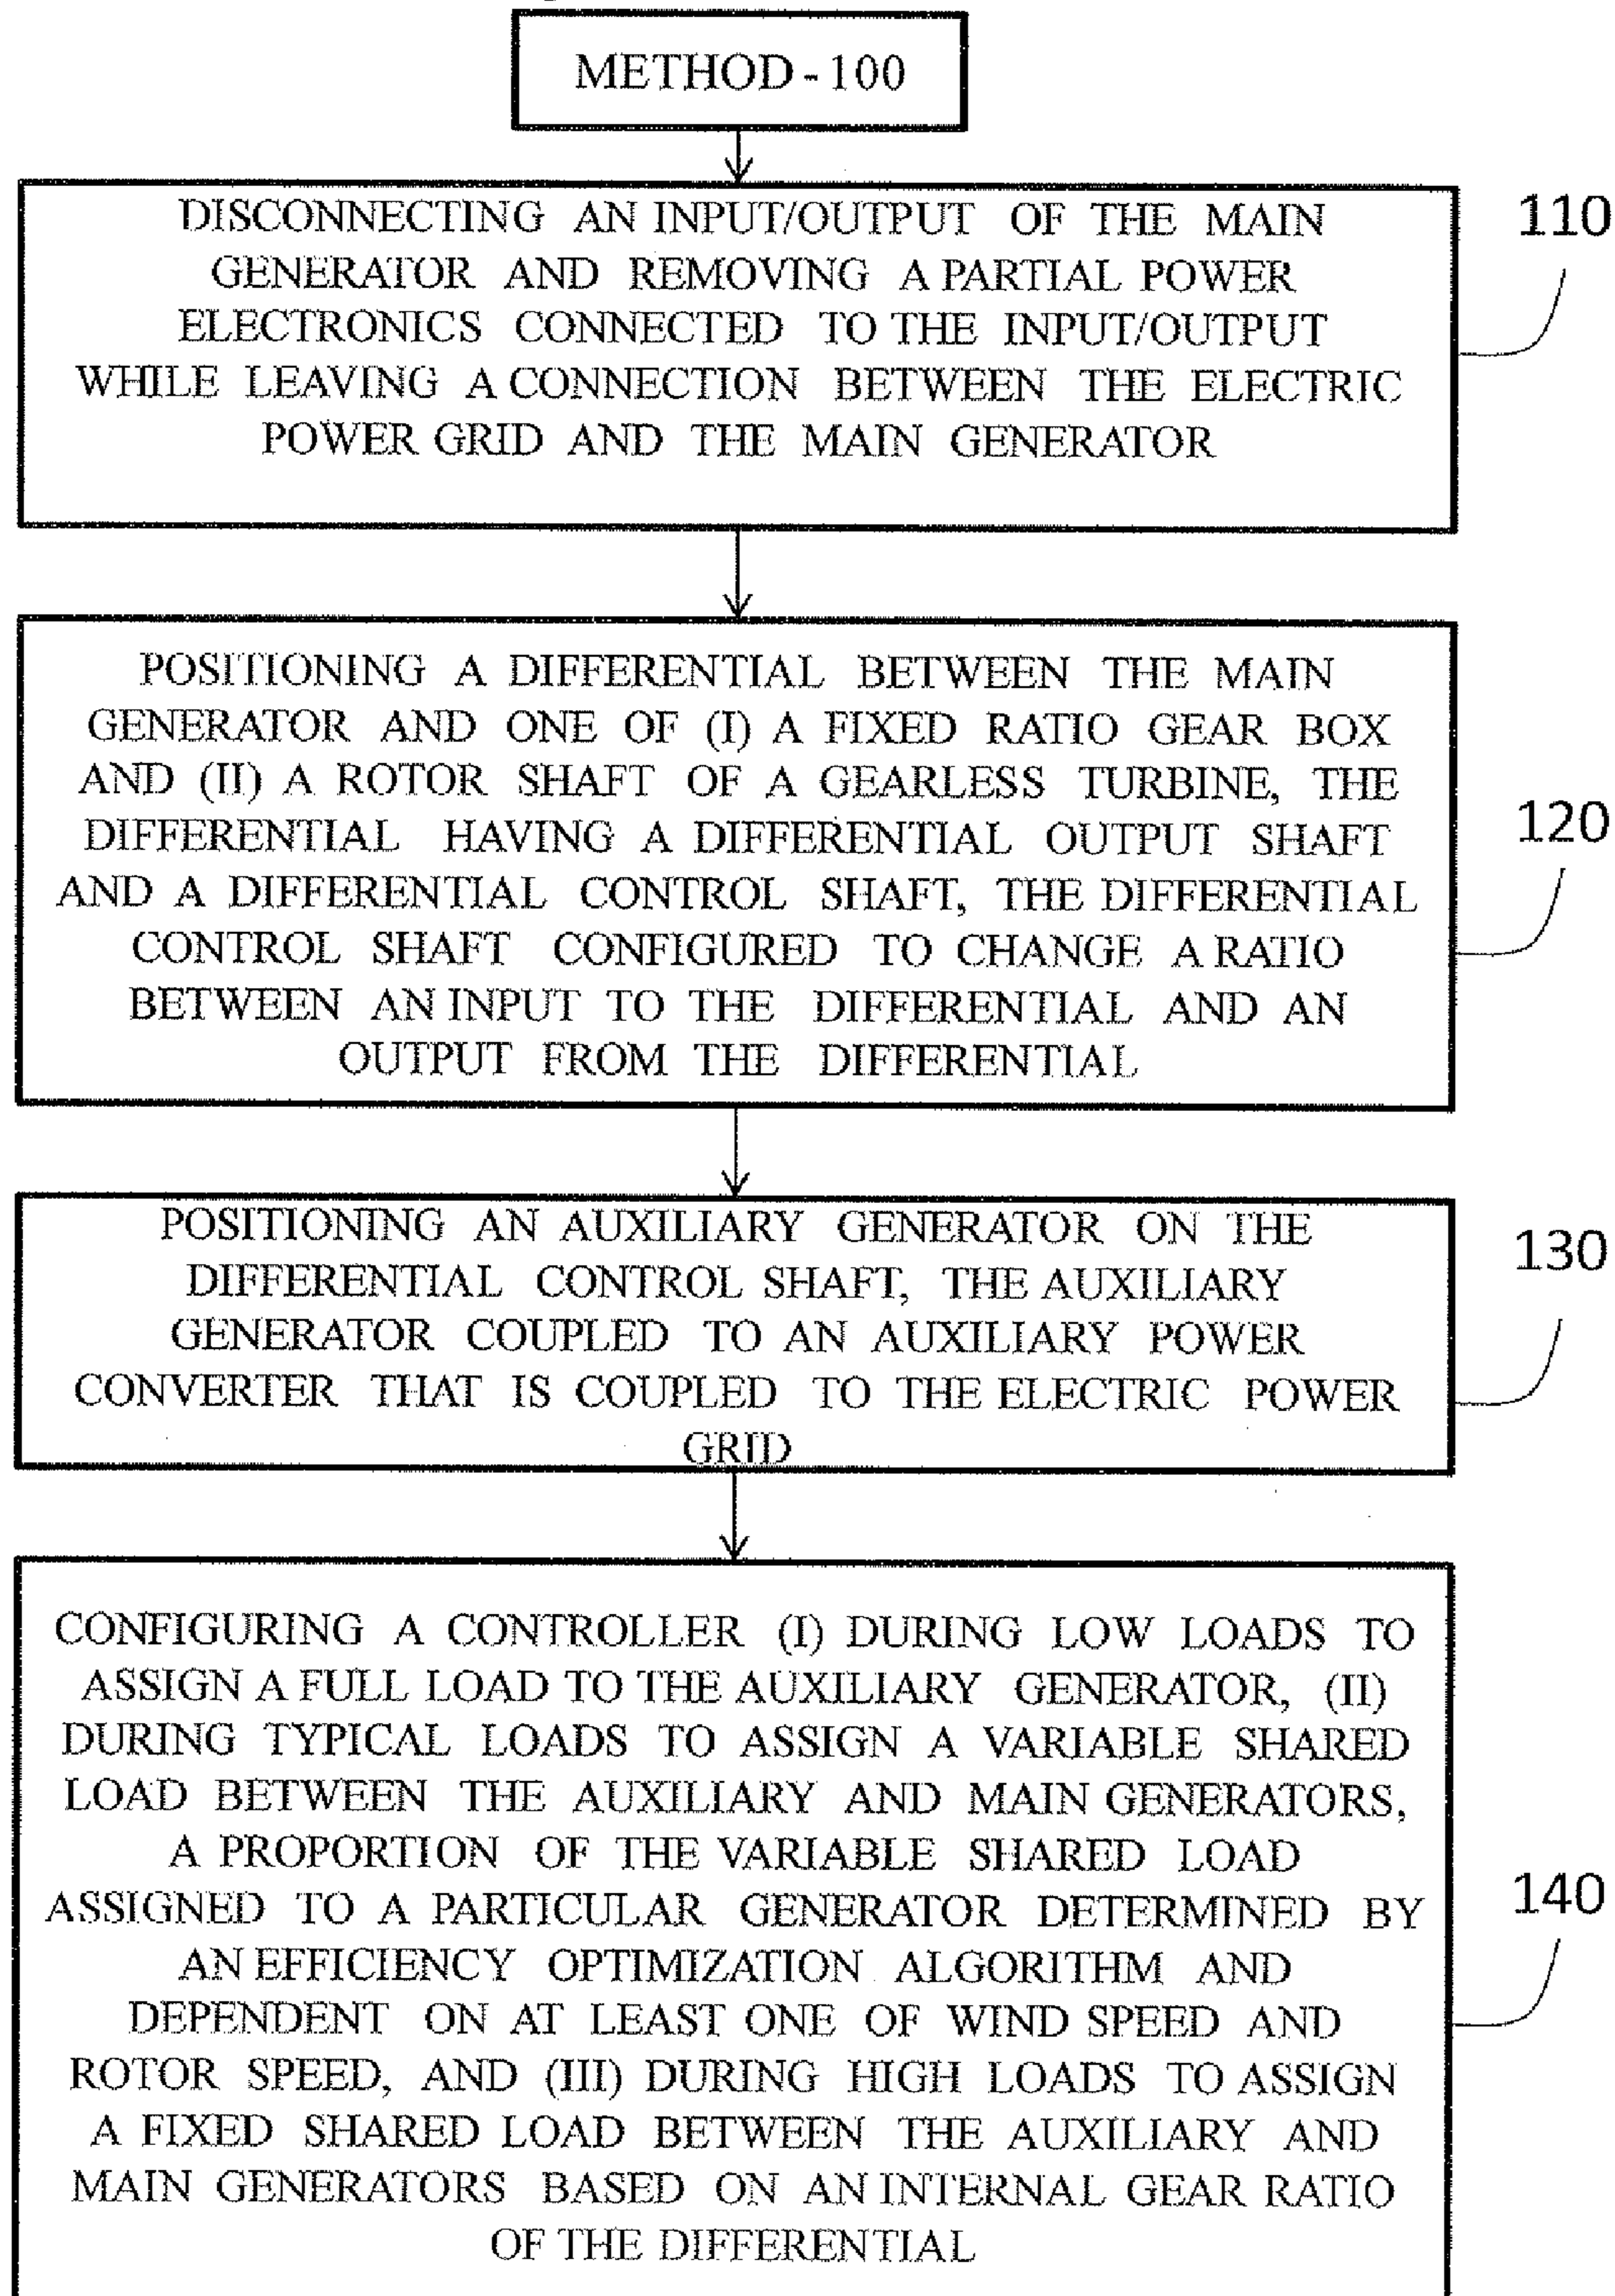 METHOD - 100
DISCONNECTING AN INPUT/OUTPUT OF THE MAIN
GENERATOR AND REMOVING A PARTIAL POWER
ELECTRONICS CONNECTED TO THE INPUT/OUTPUT
WHILE LEAVING A CONNECTION BETWEEN THE ELECTRIC
POWER GRID AND THE MAIN GENERATOR
110
POSITIONING A DIFFERENTIAL BETWEEN THE MAIN
GENERATOR AND ONE OF (I) A FIXED RATIO GEAR BOX
AND (II) A ROTOR SHAFT OF A GEARLESS TURBINE, THE
DIFFERENTIAL HAVING A DIFFERENTIAL OUTPUT SHAFT
AND A DIFFERENTIAL CONTROL SHAFT, THE DIFFERENTIAL
CONTROL SHAFT CONFIGURED TO CHANGE A RATIO
BETWEEN AN INPUT TO THE DIFFERENTIAL AND AN
OUTPUT FROM THE DIFFERENTIAL
120
POSITIONING AN AUXILIARY GENERATOR ON THE
DIFFERENTIAL CONTROL SHAFT, THE AUXILIARY
GENERATOR COUPLED TO AN AUXILIARY POWER
CONVERTER THAT IS COUPLED TO THE ELECTRIC POWER
GRID
130
CONFIGURING A CONTROLLER (I) DURING LOW LOADS TO
ASSIGN A FULL LOAD TO THE AUXILIARY GENERATOR, (II)
DURING TYPICAL LOADS TO ASSIGN A VARIABLE SHARED
LOAD BETWEEN THE AUXILIARY AND MAIN GENERATORS,
A PROPORTION OF THE VARIABLE SHARED LOAD
ASSIGNED TO A PARTICULAR GENERATOR DETERMINED BY
AN EFFICIENCY OPTIMIZATION ALGORITHM AND
DEPENDENT ON AT LEAST ONE OF WIND SPEED AND
ROTOR SPEED, AND (III) DURING HIGH LOADS TO ASSIGN
A FIXED SHARED LOAD BETWEEN THE AUXILIARY AND
MAIN GENERATORS BASED ON AN INTERNAL GEAR RATIO
OF THE DIFFERENTIAL
140